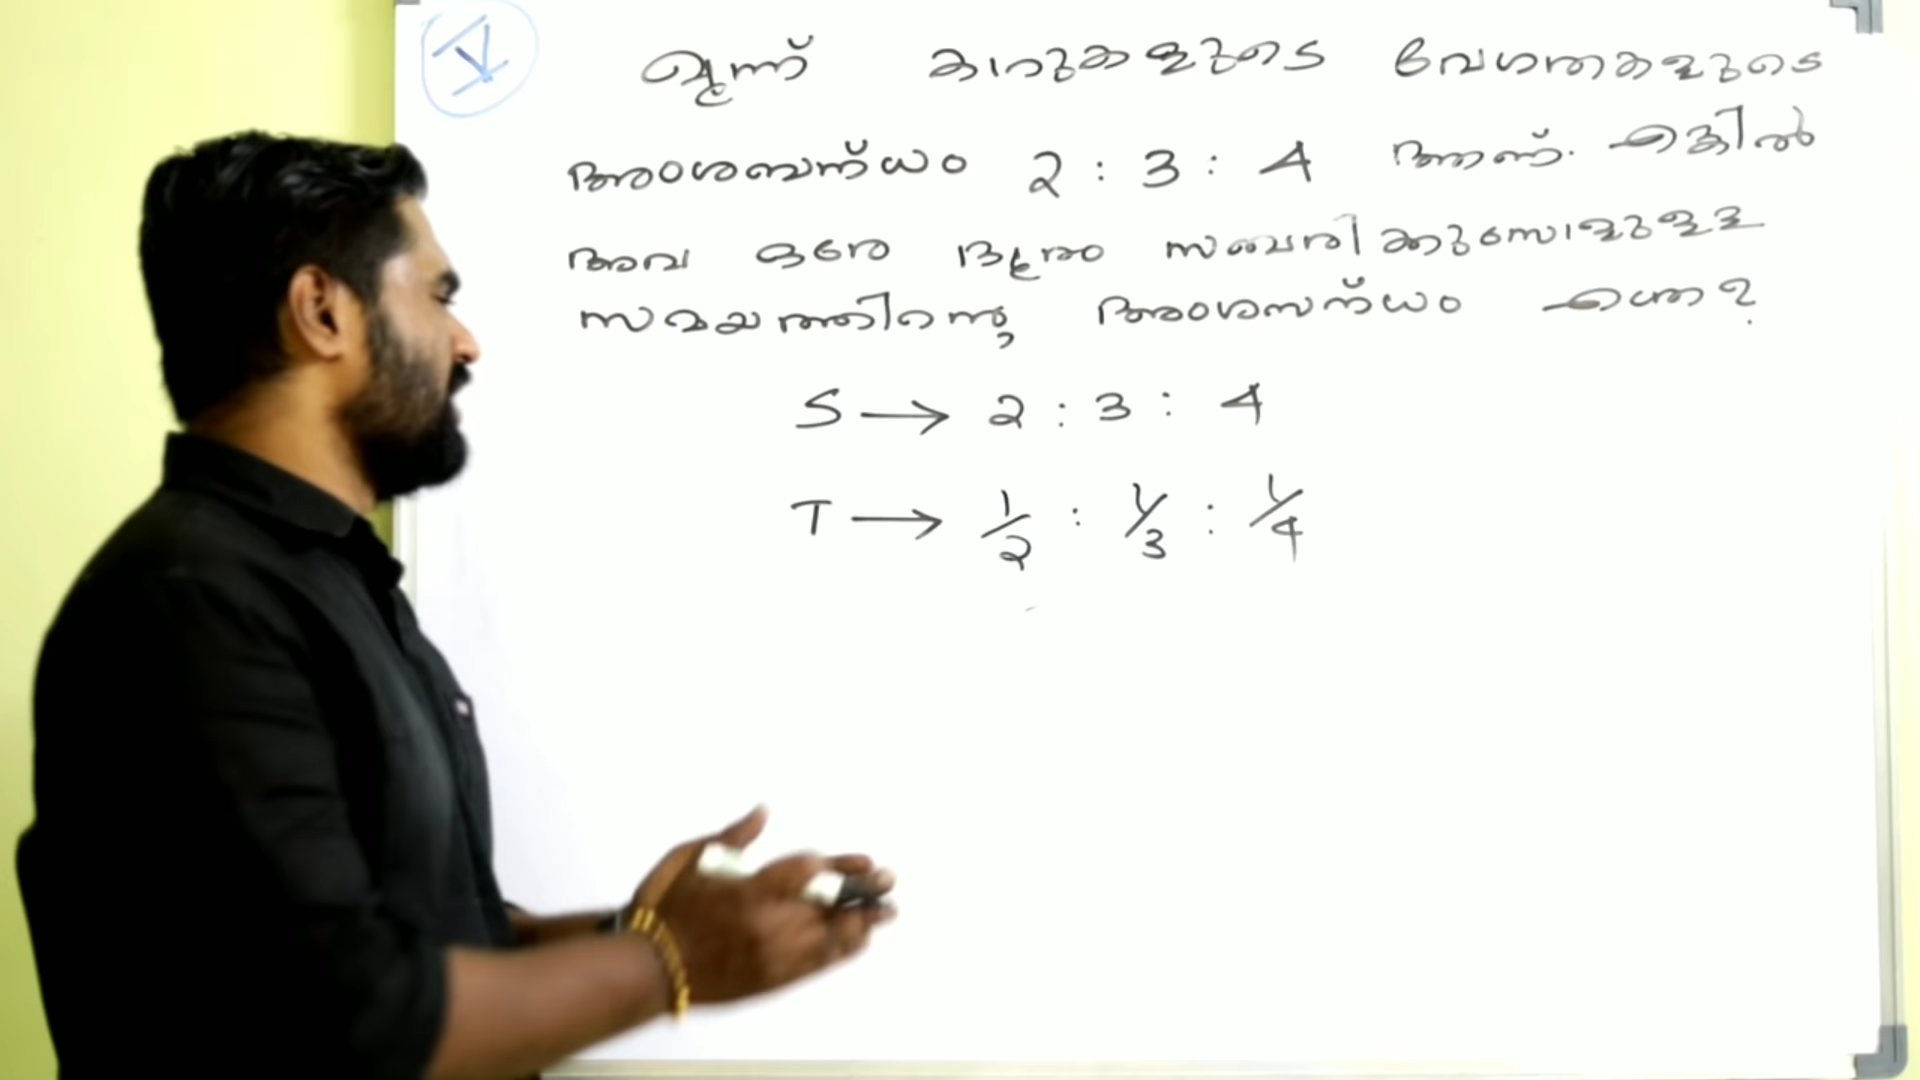 V
മൂന്ന് കാറുകളുടെ വേഗതകളുടെ
അംശബന്ധം 2 : 3 : 4 ആണ്. എങ്കിൽ
അവ ഒരേ ദൂരം സഞ്ചരിക്കുമ്പോളുള്ള
സമയത്തിന്റെ അംശബന്ധം എത്ര?
S → 2 : 3 : 4
T → 1/2 : 1/3 : 1/4